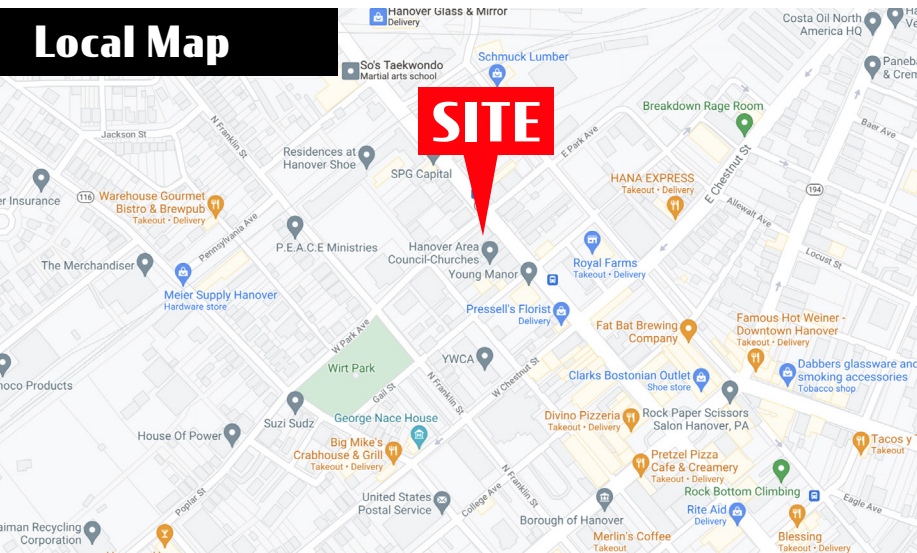 Local Map
Hanover Glass & Mirror
Delivery
Costa Oil North
America HQ
So's Taekwondo
Martial arts school
Schmuck Lumber
Paneb
& Crem
SITE
Breakdown Rage Room
Baer Ave
Jackson St
N Franklin St
E Park Ave
Residences at
Hanover Shoe
SPG Capital
HANA EXPRESS
Takeout • Delivery
E Chestnut St
194
Allewalt Ave
er Insurance
116
Warehouse Gourmet
Bistro & Brewpub
Takeout • Delivery
Pennsylvania Ave
P.E.A.C.E Ministries
Hanover Area
Council-Churches
Locust St
The Merchandiser
Young Manor
Royal Farms
Takeout • Delivery
Meier Supply Hanover
Hardware store
Pressell's Florist
Delivery
Fat Bat Brewing
Company
Famous Hot Weiner -
Downtown Hanover
Takeout • Delivery
W Park Ave
Wirt Park
YWCA
W Chestnut St
Clarks Bostonian Outlet
Shoe store
Dabbers glassware and
smoking accessories
Tobacco shop
noco Products
Gail St
N Franklin St
Suzi Sudz
George Nace House
Divino Pizzeria
Takeout • Delivery
Rock Paper Scissors
Salon Hanover, PA
House Of Power
Big Mike's
Crabhouse & Grill
Takeout • Delivery
Tacos y T
Takeout
Pretzel Pizza
Cafe & Creamery
Takeout • Delivery
N Franklin St
Rock Bottom Climbing
Poplar St
United States
Postal Service
College Ave
Eagle Ave
Borough of Hanover
Rite Aid
Delivery
aiman Recycling
Corporation
Merlin's Coffee
Takeout
Blessing
Takeout • Delivery